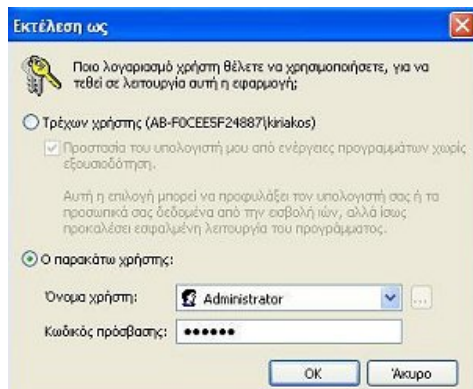 Εκτέλεση ως
Ποιο λογαριασμό χρήστη θέλετε να χρησιμοποιήσετε, για να
τεθεί σε λειτουργία αυτή η εφαρμογή;
Τρέχων χρήστης (AB-F0CEE5F24887\kiriakos)
Προστασία του υπολογιστή μου από ενέργειες προγραμμάτων χωρίς
εξουσιοδότηση.
Αυτή η επιλογή μπορεί να προφυλάξει τον υπολογιστή σας ή τα
προσωπικά σας δεδομένα από την εισβολή ιών, αλλά ίσως
προκαλέσει εσφαλμένη λειτουργία του προγράμματος.
Ο παρακάτω χρήστης:
Όνομα χρήστη: Administrator ...
Κωδικός πρόσβασης: ●●●●●●
OK Άκυρο